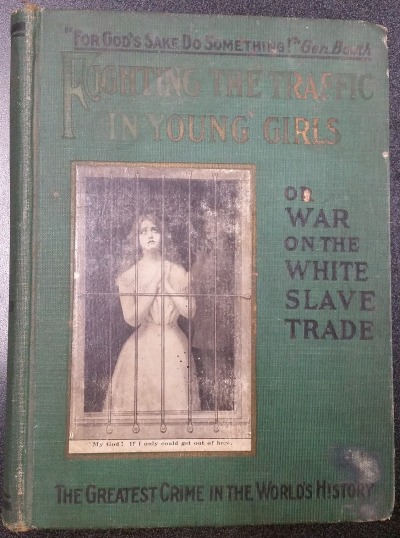 "FOR GOD'S SAKE DO SOMETHING!" Gen. Booth
FIGHTING THE TRAFFIC
IN YOUNG GIRLS
OR
WAR
ON THE
WHITE
SLAVE
TRADE
"My God! If I only could get out of here."
THE GREATEST CRIME IN THE WORLD'S HISTORY